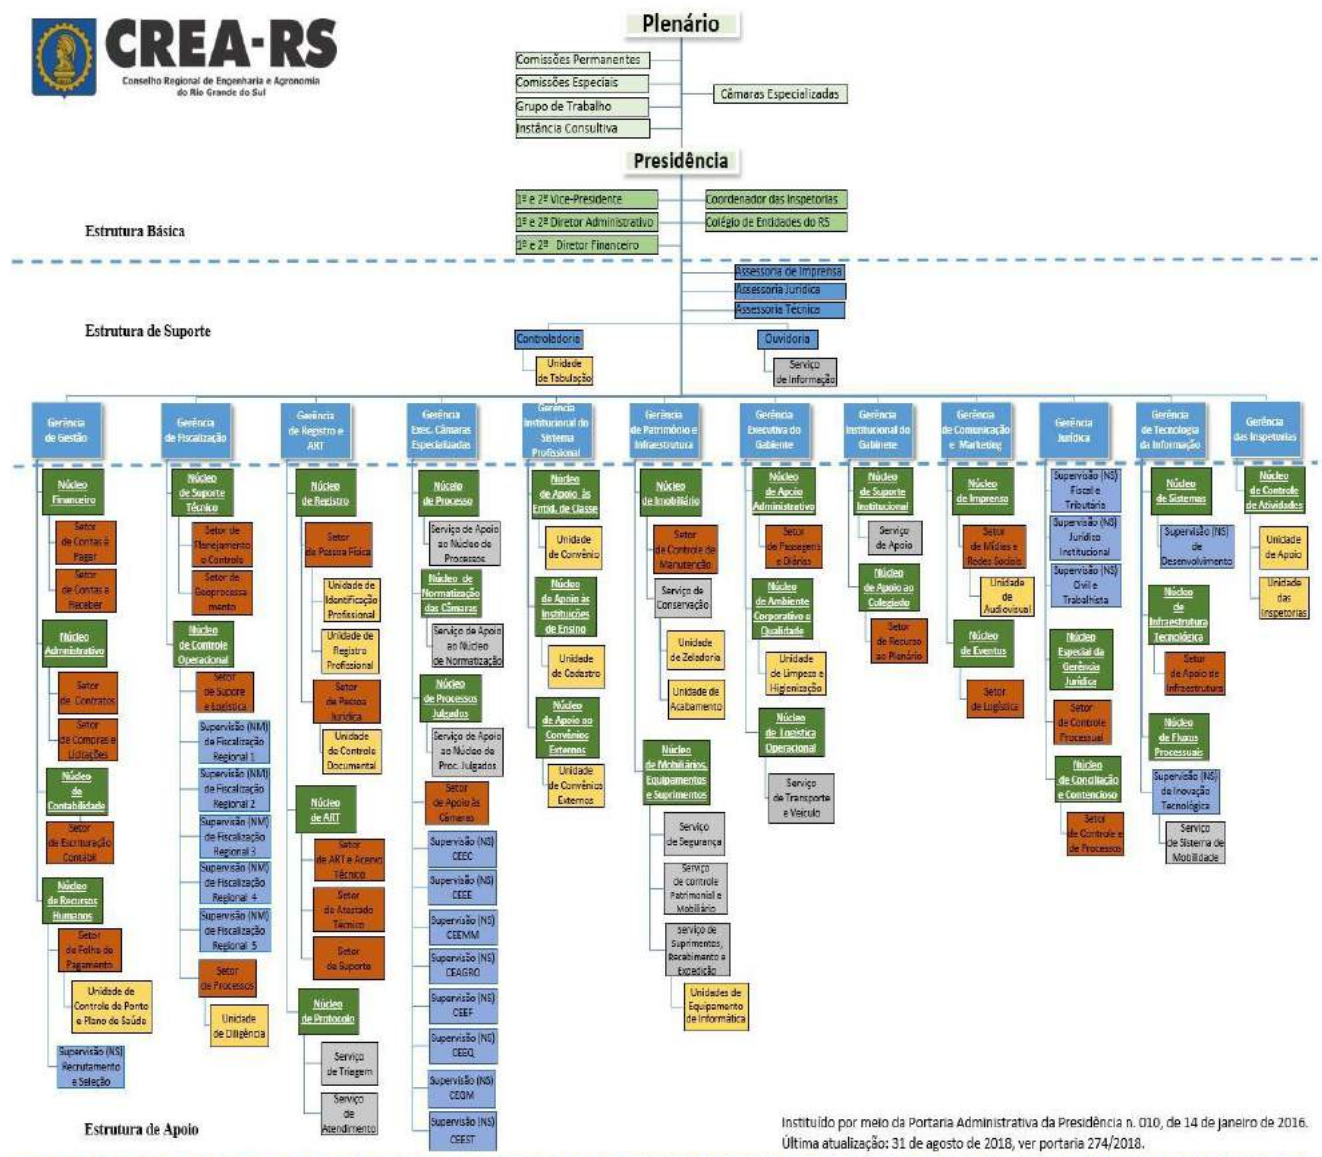 CREA-RS
Conselho Regional de Engenharia e Agronomia
do Rio Grande do Sul
Plenário
Comissões Permanentes
Comissões Especiais
Grupo de Trabalho
Instância Consultiva
Câmaras Especializadas
Presidência
1º e 2º Vice-Presidente
1º e 2º Diretor Administrativo
1º e 2º Diretor Financeiro
Coordenador das Inspetorias
Colégio de Entidades do RS
Estrutura Básica
Assessoria de Imprensa
Assessoria Jurídica
Assessoria Técnica
Estrutura de Suporte
Controladoria
Unidade
de Tabulação
Ouvidoria
Serviço
de Informação
Gerência
de Gestão
Gerência
de Fiscalização
Gerência
de Registro e
ART
Gerência
Exec. Câmaras
Especializadas
Gerência
Institucional do
Sistema
Profissional
Gerência
de Patrimônio e
Infraestrutura
Gerência
Executiva do
Gabiente
Gerência
Institucional do
Gabinete
Gerência
de Comunicação
e Marketing
Gerência
Jurídica
Gerência
de Tecnologia
da Informação
Gerência
das Inspetorias
Núcleo
Financeiro
Setor
de Contas à
Pagar
Setor
de Contas e
Receber
Núcleo
Administrativo
Setor
de Contratos
Setor
de Compras e
Licitações
Núcleo
de
Contabilidade
Setor
de Escrituração
Contábil
Núcleo
de Recursos
Humanos
Setor
de Folha de
Pagamento
Unidade de
Controle de Ponto
e Plano de Saúde
Supervisão (NS)
Recrutamento
e Seleção
Núcleo
de Suporte
Técnico
Setor de
Planejamento
e Controle
Setor de
Geoprocessa
mento
Núcleo
de Controle
Operacional
Setor
de Supore
e Logística
Supervisão (NM)
de Fiscalização
Regional 1
Supervisão (NM)
de Fiscalização
Regional 2
Supervisão (NM)
de Fiscalização
Regional 3
Supervisão (NM)
de Fiscalização
Regional 4
Supervisão (NM)
de Fiscalização
Regional 5
Setor
de Processos
Unidade
de Diligência
Núcleo
de Registro
Setor
de Pessoa Física
Unidade de
Identificação
Profissional
Unidade de
Registro
Profissional
Setor
de Pessoa
Jurídica
Unidade
de Controle
Documental
Núcleo
de ART
Setor
de ART e Acervo
Técnico
Setor
de Atestado
Técnico
Setor
de Suporte
Núcleo
de Protocolo
Serviço
de Triagem
Serviço
de
Atendimento
Núcelo
de Processo
Serviço de Apoio
ao Núcleo de
Processos
Núcleo de
Normatização
das Câmaras
Serviço de Apoio
ao Núcleo
de Normatização
Núcleo
de Processos
Julgados
Serviço de Apoio
ao Núcleo de
Proc. Julgados
Setor
de Apoio às
Câmaras
Supervisão (NS)
CEEC
Supervisão (NS)
CEEE
Supervisão (NS)
CEEMM
Supervisão (NS)
CEAGRO
Supervisão (NS)
CEEF
Supervisão (NS)
CEEQ
Supervisão (NS)
CEGM
Supervisão (NS)
CEEST
Núcleo
de Apoio às
Entid. de Classe
Unidade
de Convênio
Núcleo
de Apoio às
Instituições
de Ensino
Unidade
de Cadastro
Núcleo
de Apoio ao
Convênios
Externos
Unidade
de Convênios
Externos
Núcleo
de Imobiliário
Setor
de Controle de
Manutenção
Serviço de
Conservação
Unidade
de Zeladoria
Unidade de
Acabamento
Núcleo
de Mobiliários,
Equipamentos
e Suprimentos
Serviço
de Segurança
Serviço
de controle
Patrimonial e
Mobiliário
serviço de
Suprimentos,
Recebimento e
Expedição
Unidades de
Equipamento
de Informática
Núcleo
de Apoio
Administrativo
Setor
de Passagens
e Diárias
Núcleo
de Ambiente
Corporativo e
Qualidade
Unidade
de Limpeza e
Higienização
Núcleo
de Logística
Operacional
Serviço
de Transporte
e Veículo
Núcleo
de Suporte
Institucional
Serviço
de Apoio
Núcleo
de Apoio ao
Colegiado
Setor
de Recurso
ao Plenário
Núcleo
de Imprensa
Setor
de Mídias e
Redes Sociais
Unidade
de
Audiovisual
Núcleo
de Eventus
Setor
de Logística
Supervisão (NS)
Fiscal e
Tributária
Supervisão (NS)
Jurídico
Institucional
Supervisão (NS)
Civil e
Trabalhista
Núcleo
Especial da
Gerência
Jurídica
Setor
de Controle
Processual
Núcleo
de Conciliação
e Contencioso
Setor
de Controle e
de Processos
Núcleo
de Sistemas
Supervisão (NS)
de
Desenvolvimento
Núcleo
de
Infraestrutura
Tecnológica
Setor
de Apoio de
Infraestrutura
Núcleo
de Fluxos
Processuais
Supervisão (NS)
de Inovação
Tecnológica
Serviço
de Sistema de
Mobilidade
Núcleo
de Controle
de Atividades
Unidade
de Apoio
Unidade
das
Inspetorias
Estrutura de Apoio
Instituído por meio da Portaria Administrativa da Presidência n. 010, de 14 de janeiro de 2016.
Última atualização: 31 de agosto de 2018, ver portaria 274/2018.